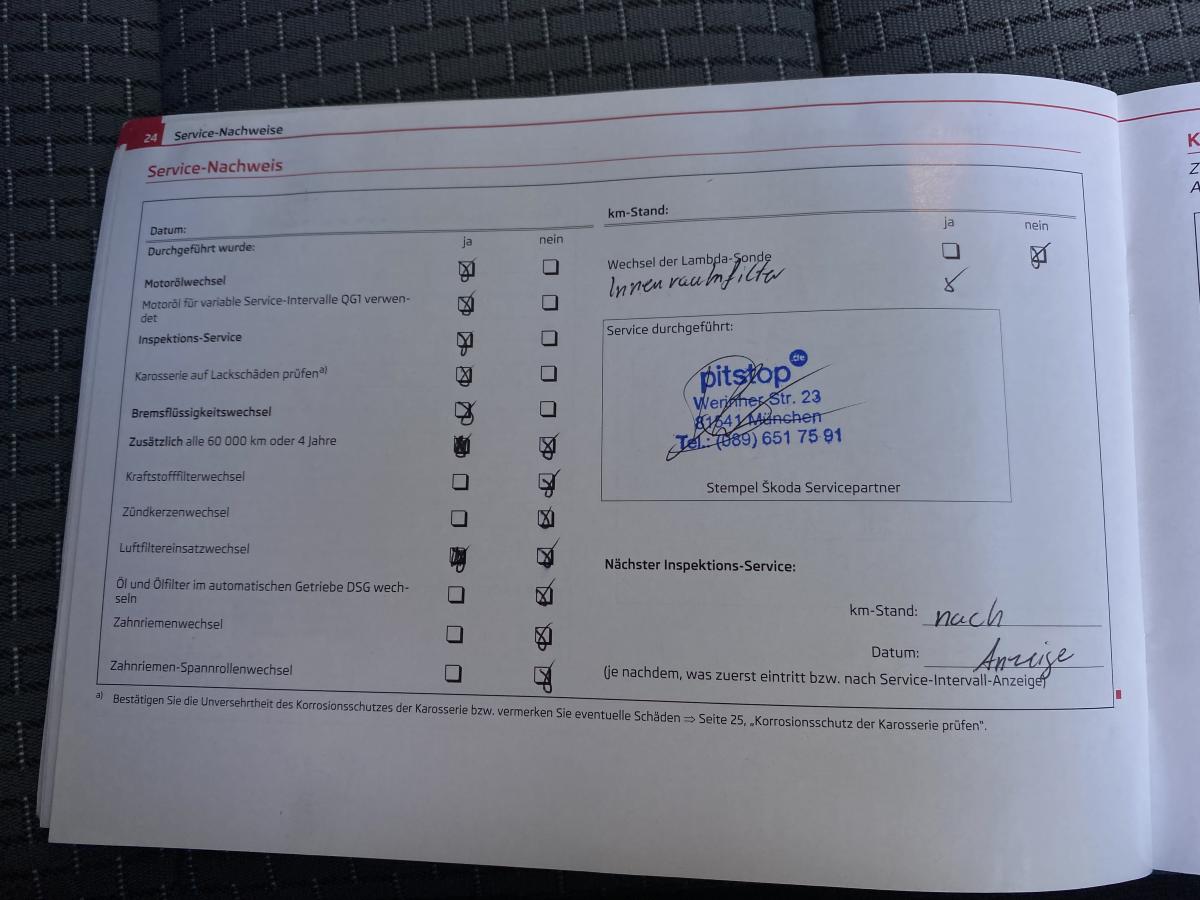 24 Service-Nachweise
Service-Nachweis
Datum:
Durchgeführt wurde:
ja nein
Motorölwechsel
Motoröl für variable Service-Intervalle QG1 verwen-
det
Inspektions-Service
Karosserie auf Lackschäden prüfen a)
Bremsflüssigkeitswechsel
Zusätzlich alle 60 000 km oder 4 Jahre
Kraftstofffilterwechsel
Zündkerzenwechsel
Luftfiltereinsatzwechsel
Öl und Ölfilter im automatischen Getriebe DSG wech-
seln
Zahnriemenwechsel
Zahnriemen-Spannrollenwechsel
km-Stand:
ja nein
Wechsel der Lambda-Sonde
Innenraumfilter
Service durchgeführt:
pitstop.de
Werinher Str. 23
81541 München
Tel.: (089) 651 75 91
Stempel Škoda Servicepartner
Nächster Inspektions-Service:
km-Stand: nach
Datum: Anzeige
(je nachdem, was zuerst eintritt bzw. nach Service-Intervall-Anzeige)
a) Bestätigen Sie die Unversehrtheit des Korrosionsschutzes der Karosserie bzw. vermerken Sie eventuelle Schäden ⇒ Seite 25, „Korrosionsschutz der Karosserie prüfen“.
K
Z
A